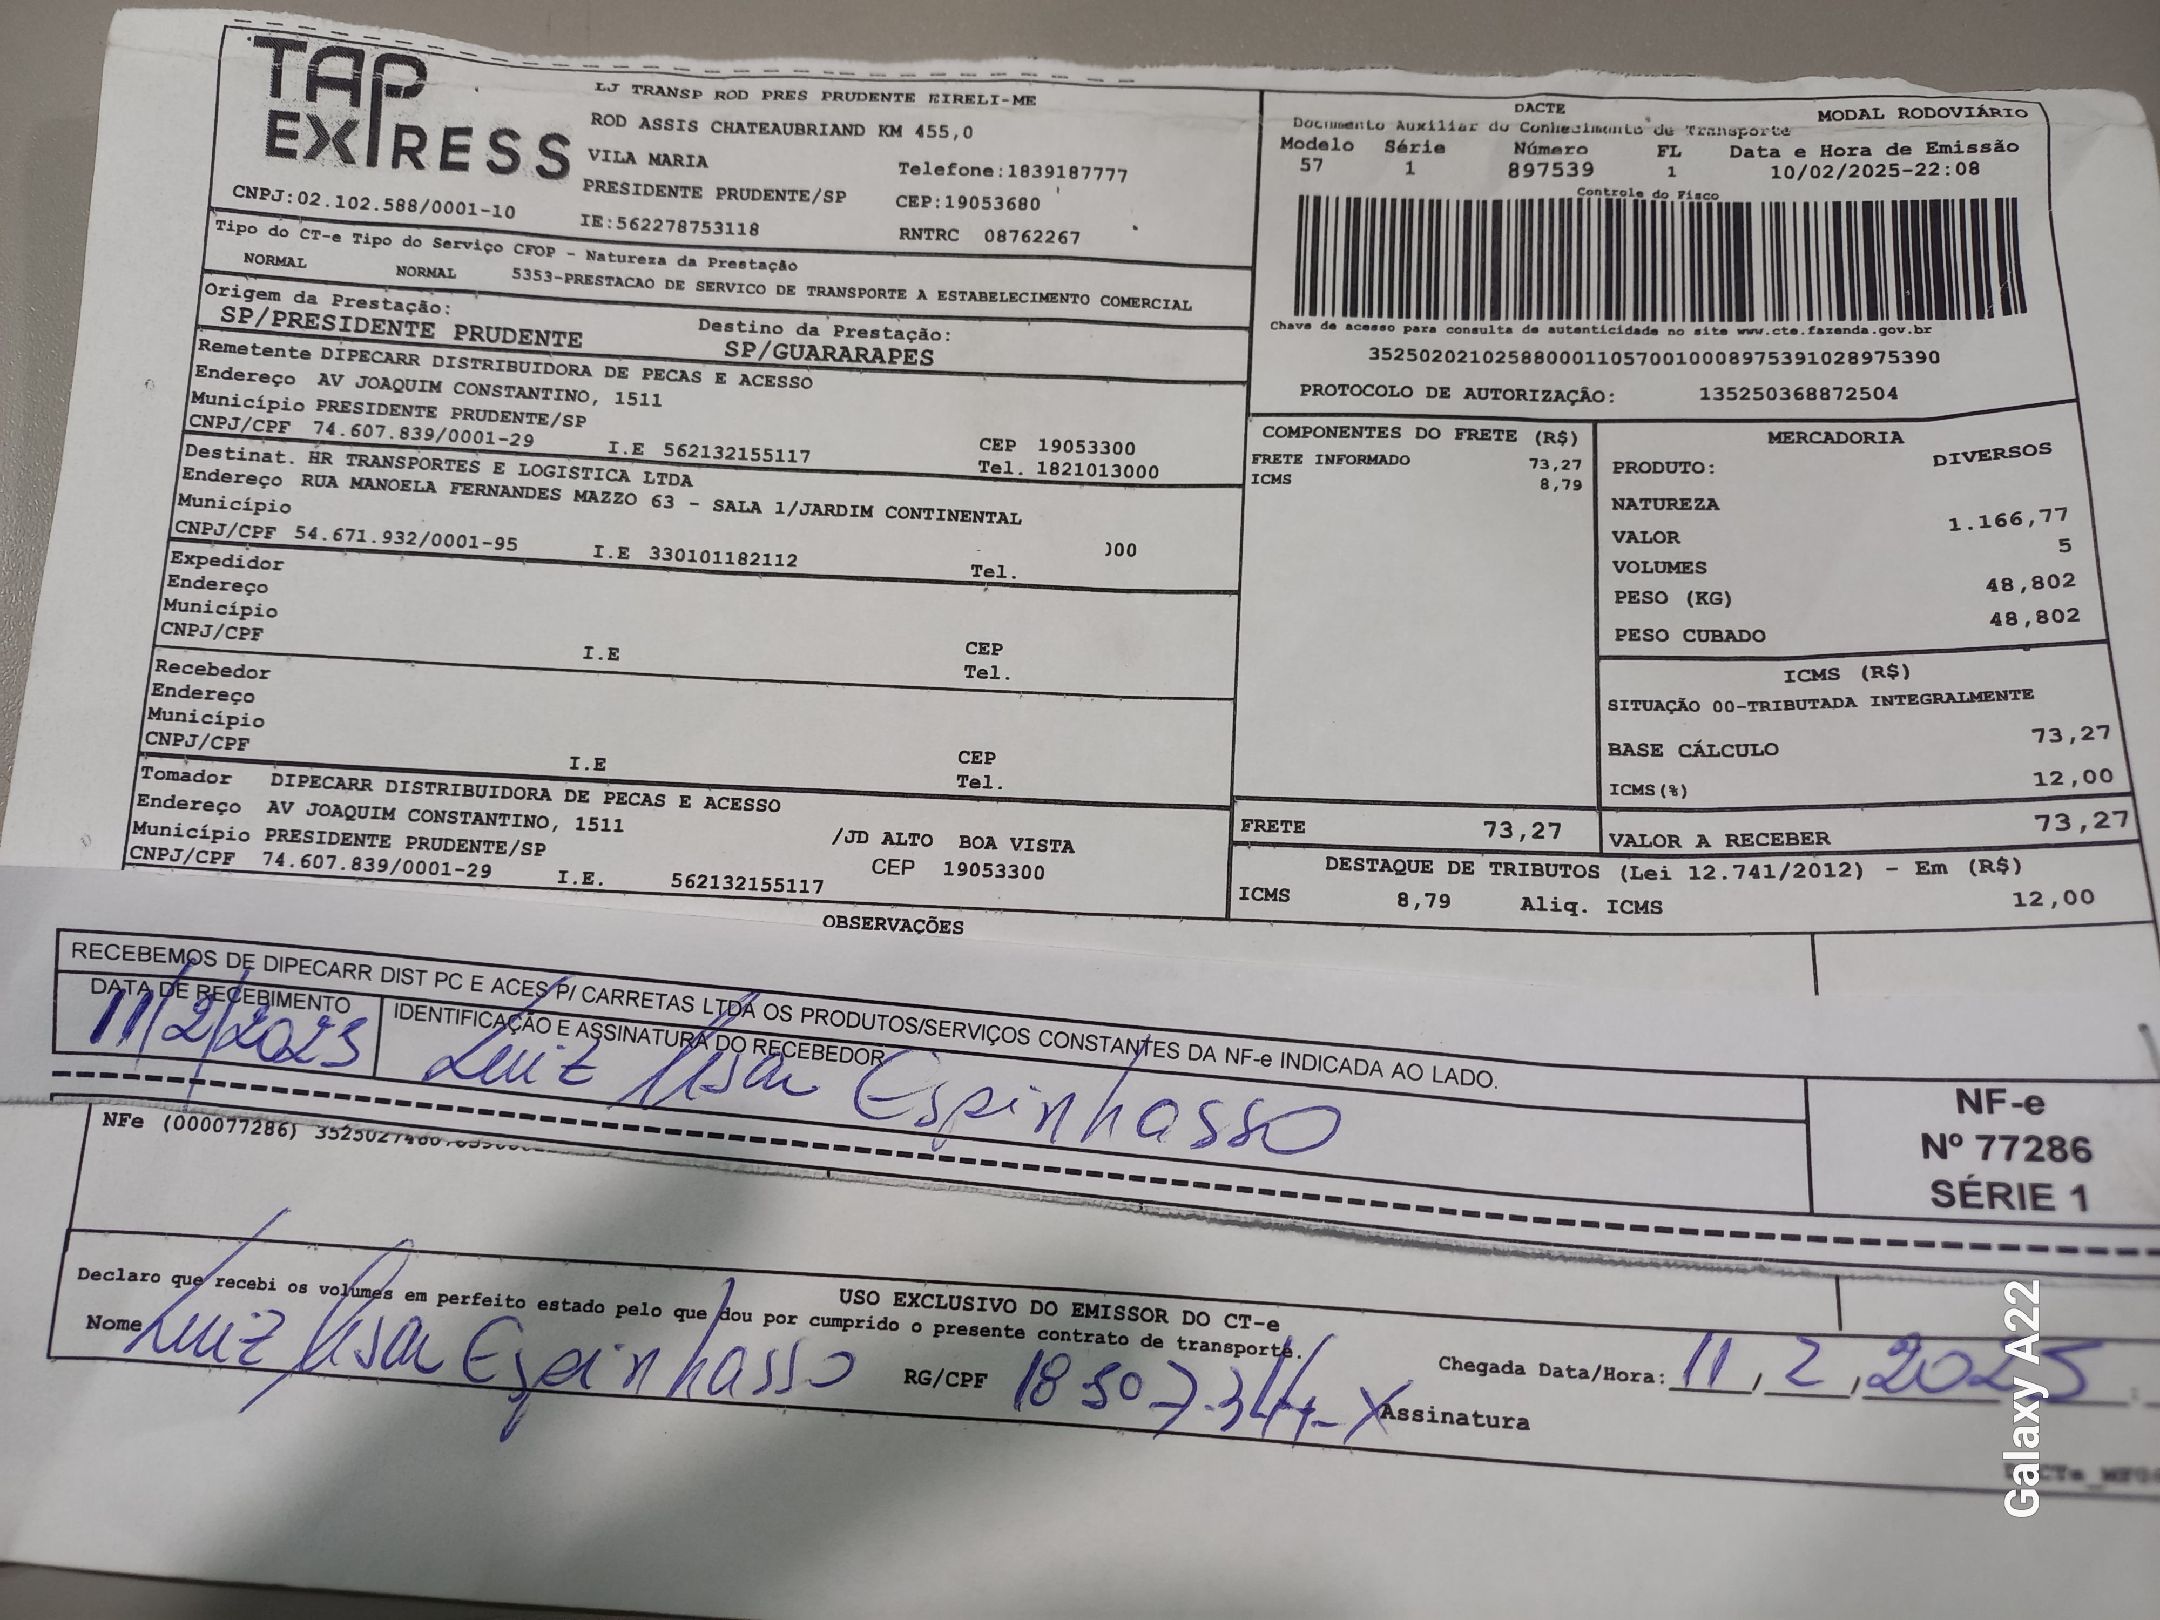 TAP EXPRESS
LJ TRANSP ROD PRES PRUDENTE EIRELI-ME
ROD ASSIS CHATEAUBRIAND KM 455,0
VILA MARIA Telefone:1839187777
PRESIDENTE PRUDENTE/SP CEP:19053680
CNPJ:02.102.588/0001-10 IE:562278753118 RNTRC 08762267
DACTE MODAL RODOVIÁRIO
Documento Auxiliar do Conhecimento de Transporte
Modelo Série Número FL Data e Hora de Emissão
57 1 897539 1 10/02/2025-22:08
Controle do Fisco
Chave de acesso para consulta de autenticidade no site www.cte.fazenda.gov.br
35250202102588000110570010008975391028975390
PROTOCOLO DE AUTORIZAÇÃO: 135250368872504
Tipo do CT-e Tipo do Serviço CFOP - Natureza da Prestação
NORMAL NORMAL 5353-PRESTACAO DE SERVICO DE TRANSPORTE A ESTABELECIMENTO COMERCIAL
Origem da Prestação: Destino da Prestação:
SP/PRESIDENTE PRUDENTE SP/GUARARAPES
Remetente DIPECARR DISTRIBUIDORA DE PECAS E ACESSO
Endereço AV JOAQUIM CONSTANTINO, 1511
Município PRESIDENTE PRUDENTE/SP CEP 19053300
CNPJ/CPF 74.607.839/0001-29 I.E 562132155117 Tel. 1821013000
Destinat. HR TRANSPORTES E LOGISTICA LTDA
Endereço RUA MANOELA FERNANDES MAZZO 63 - SALA 1/JARDIM CONTINENTAL
Município 000
CNPJ/CPF 54.671.932/0001-95 I.E 330101182112 Tel.
Expedidor
Endereço
Município CEP
CNPJ/CPF I.E Tel.
Recebedor
Endereço
Município CEP
CNPJ/CPF I.E Tel.
Tomador DIPECARR DISTRIBUIDORA DE PECAS E ACESSO
Endereço AV JOAQUIM CONSTANTINO, 1511 /JD ALTO BOA VISTA
Município PRESIDENTE PRUDENTE/SP CEP 19053300
CNPJ/CPF 74.607.839/0001-29 I.E. 562132155117
COMPONENTES DO FRETE (R$)
FRETE INFORMADO 73,27
ICMS 8,79
FRETE 73,27
MERCADORIA
PRODUTO: DIVERSOS
NATUREZA
VALOR 1.166,77
VOLUMES 5
PESO (KG) 48,802
PESO CUBADO 48,802
ICMS (R$)
SITUAÇÃO 00-TRIBUTADA INTEGRALMENTE
BASE CÁLCULO 73,27
ICMS(%) 12,00
VALOR A RECEBER 73,27
DESTAQUE DE TRIBUTOS (Lei 12.741/2012) - Em (R$)
ICMS 8,79 Aliq. ICMS 12,00
OBSERVAÇÕES
RECEBEMOS DE DIPECARR DIST PC E ACES P/ CARRETAS LTDA OS PRODUTOS/SERVIÇOS CONSTANTES DA NF-e INDICADA AO LADO.
DATA DE RECEBIMENTO IDENTIFICAÇÃO E ASSINATURA DO RECEBEDOR
11/2/2025 Luiz Espinhasso
NF-e
Nº 77286
SÉRIE 1
NFe (000077286)
USO EXCLUSIVO DO EMISSOR DO CT-e
Declaro que recebi os volumes em perfeito estado pelo que dou por cumprido o presente contrato de transporte.
Nome Luiz Espinhasso RG/CPF 18 507.344-X Assinatura
Chegada Data/Hora: 11, 2, 2025
Galaxy A22